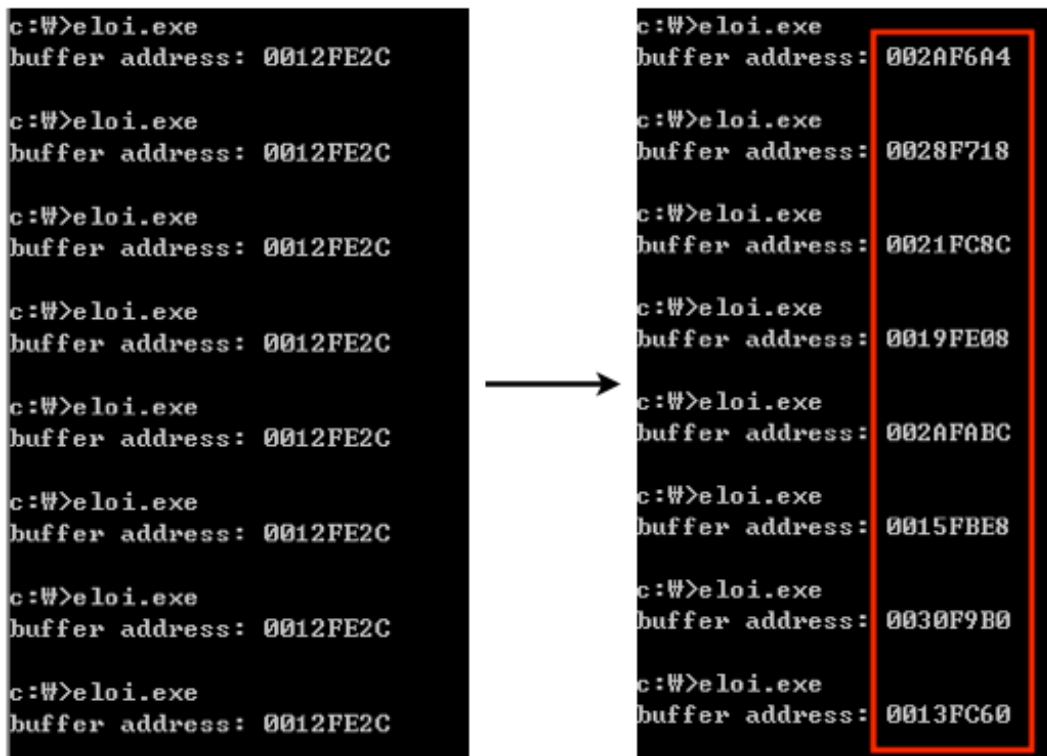 c:₩>eloi.exe
buffer address: 0012FE2C
c:₩>eloi.exe
buffer address: 0012FE2C
c:₩>eloi.exe
buffer address: 0012FE2C
c:₩>eloi.exe
buffer address: 0012FE2C
c:₩>eloi.exe
buffer address: 0012FE2C
c:₩>eloi.exe
buffer address: 0012FE2C
c:₩>eloi.exe
buffer address: 0012FE2C
c:₩>eloi.exe
buffer address: 0012FE2C
c:₩>eloi.exe
buffer address: 002AF6A4
c:₩>eloi.exe
buffer address: 0028F718
c:₩>eloi.exe
buffer address: 0021FC8C
c:₩>eloi.exe
buffer address: 0019FE08
c:₩>eloi.exe
buffer address: 002AFABC
c:₩>eloi.exe
buffer address: 0015FBE8
c:₩>eloi.exe
buffer address: 0030F9B0
c:₩>eloi.exe
buffer address: 0013FC60